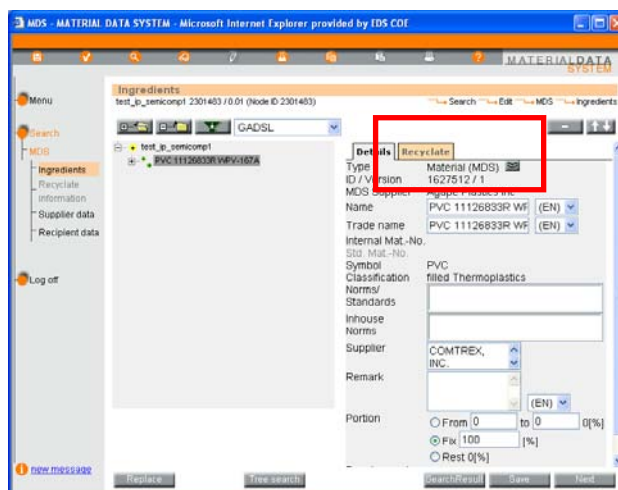 MDS - MATERIAL DATA SYSTEM - Microsoft Internet Explorer provided by EDS COE
MATERIALDATA
SYSTEM
Menu
Search
MDS
Ingredients
Recyclate
information
Supplier data
Recipient data
Log off
new message
Ingredients
test_ip_semicomp1 2301483 / 0.01 (Node ID 2301483)
Search Edit MDS Ingredients
GADSL
test_ip_semicomp1
PVC 11126833R WPV-167A
Details Recyclate
Type Material (MDS)
ID / Version 1627512 / 1
MDS Supplier Agape Plastics Inc
Name PVC 11126833R WF (EN)
Trade name PVC 11126833R WF (EN)
Internal Mat.-No.
Std. Mat.-No.
Symbol PVC
Classification filled Thermoplastics
Norms/
Standards
Inhouse
Norms
Supplier COMTREX,
INC.
Remark
(EN)
Portion From 0 to 0 0[%]
Fix 100 [%]
Rest 0[%]
Replace Tree search SearchResult Save Next